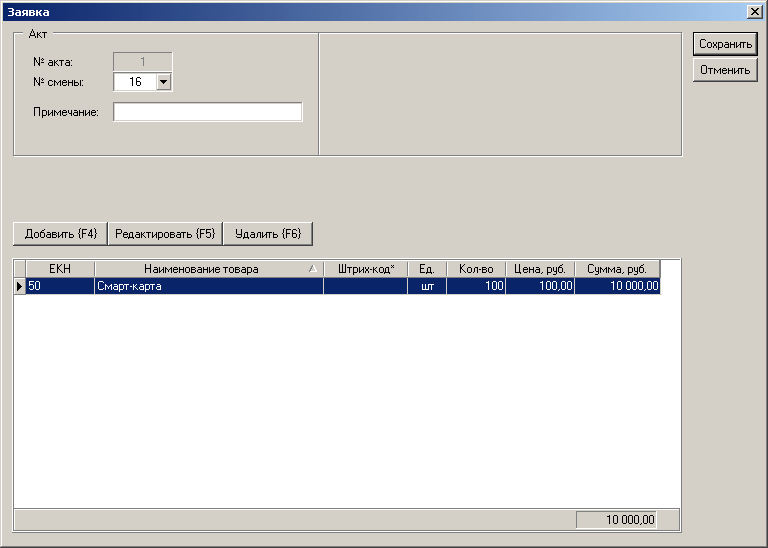 Заявка
Акт
№ акта: 1
№ смены: 16
Примечание:
Сохранить
Отменить
Добавить {F4} Редактировать {F5} Удалить {F6}
ЕКН Наименование товара Штрих-код* Ед. Кол-во Цена, руб. Сумма, руб.
50 Смарт-карта шт 100 100,00 10 000,00
10 000,00